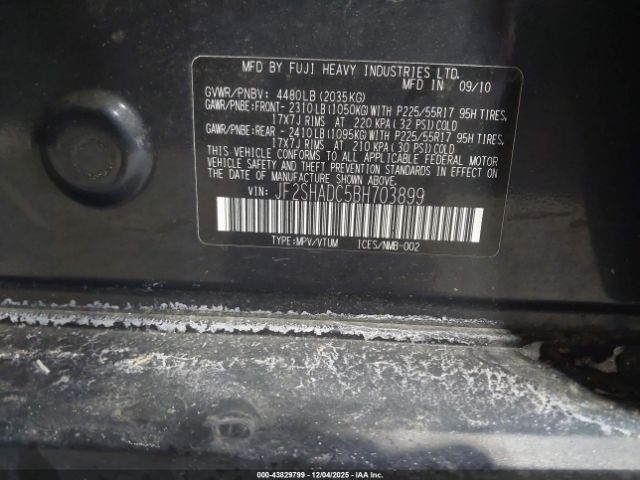 MFD BY FUJI HEAVY INDUSTRIES LTD.
MFD IN 09/10
GVWR/PNBV: 4480LB(2035KG)
GAWR/PNBE:FRONT-2310LB(1050KG)WITH P225/55R17 95H TIRES,
17X7J RIMS AT 220 KPA(32 PSI)COLD
GAWR/PNBE:REAR -2410LB(1095KG)WITH P225/55R17 95H TIRES,
17X7J RIMS AT 210 KPA(30 PSI)COLD
THIS VEHICLE CONFORMS TO ALL APPLICABLE FEDERAL MOTOR
VEHICLE SAFETY AND THEFT PREVENTION STANDARDS IN EFFECT ON
THE DATE OF MANUFACTURE SHOWN ABOVE.
VIN: JF2SHADC5BH703899
TYPE:MPV/VTUM ICES/NMB-002
000-43829799 - 12/04/2025 - IAA Inc.